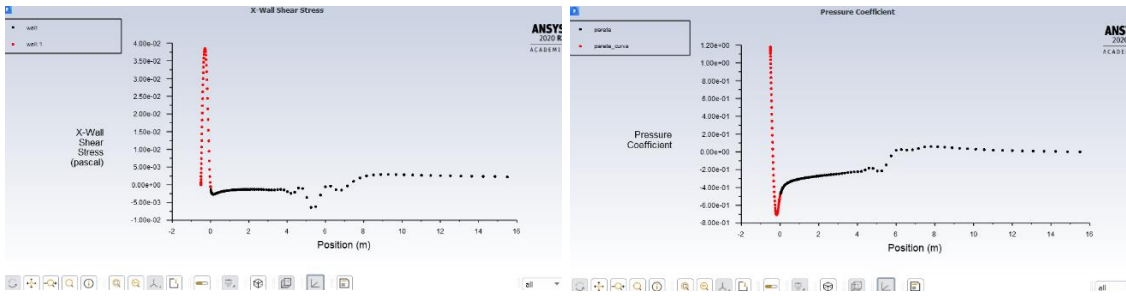 X-Wall Shear Stress
wall
wall:1
ANSYS
2020 R
ACADEMI
4.00e-02
3.50e-02
3.00e-02
2.50e-02
2.00e-02
1.50e-02
1.00e-02
5.00e-03
0.00e+00
-5.00e-03
-1.00e-02
X-Wall
Shear
Stress
(pascal)
-2 0 2 4 6 8 10 12 14 16
Position (m)
all
Pressure Coefficient
parete
parete_curva
ANS
2020
ACADE
1.20e+00
1.00e+00
8.00e-01
6.00e-01
4.00e-01
2.00e-01
0.00e+00
-2.00e-01
-4.00e-01
-6.00e-01
-8.00e-01
Pressure
Coefficient
-2 0 2 4 6 8 10 12 14 16
Position (m)
all